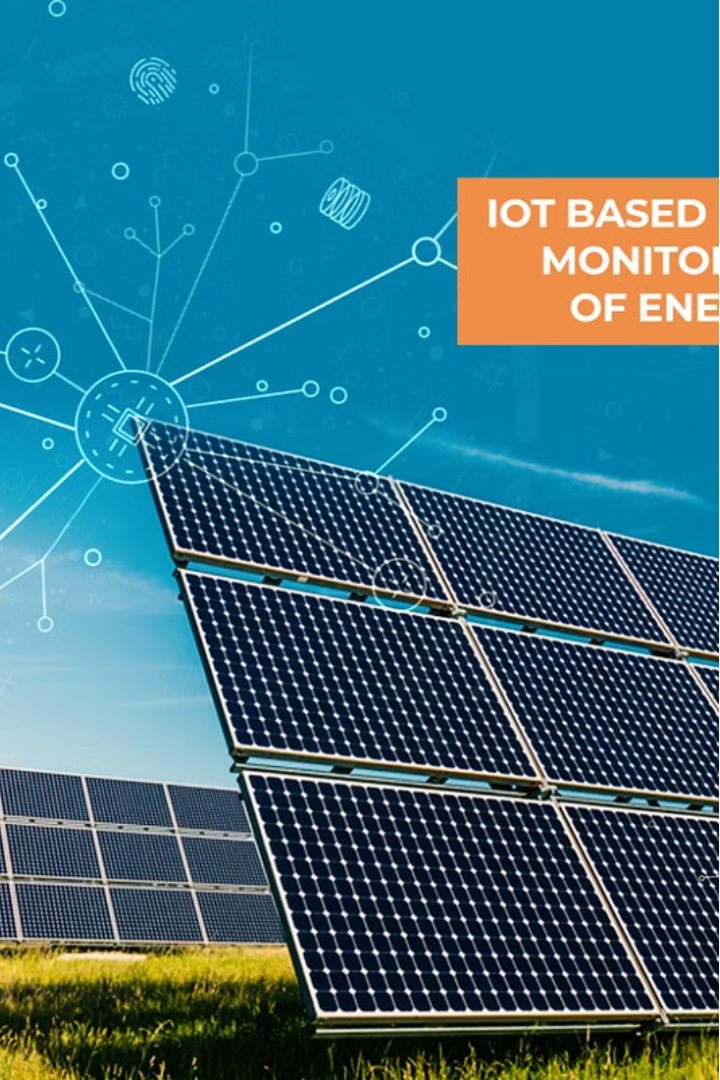 IOT BASED
MONITO
OF ENE